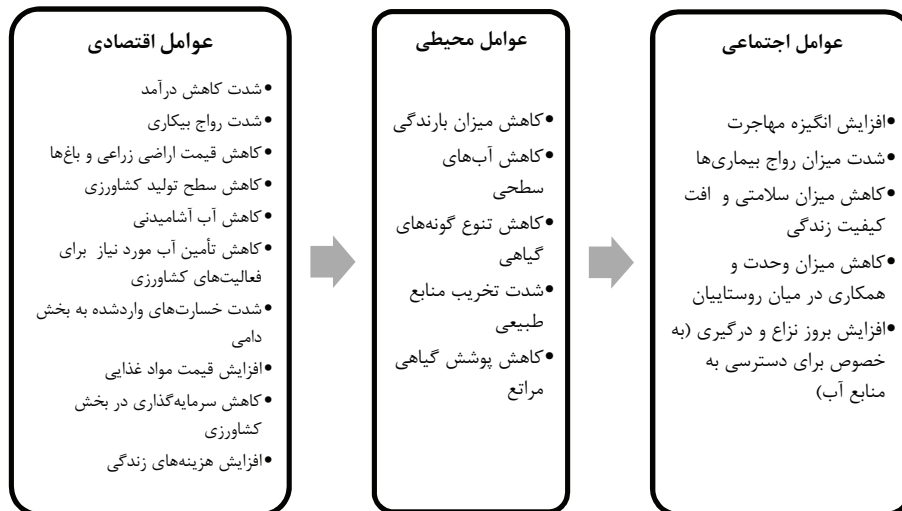 عوامل اقتصادی
•شدت کاهش درآمد
•شدت رواج بیکاری
•کاهش قیمت اراضی زراعی و باغ‌ها
•کاهش سطح تولید کشاورزی
•کاهش آب آشامیدنی
•کاهش تأمین آب مورد نیاز برای
فعالیت‌های کشاورزی
•شدت خسارت‌های واردشده به بخش
دامی
•افزایش قیمت مواد غذایی
•کاهش سرمایه‌گذاری در بخش
کشاورزی
•افزایش هزینه‌های زندگی
عوامل محیطی
•کاهش میزان بارندگی
•کاهش آب‌های
سطحی
•کاهش تنوع گونه‌های
گیاهی
•شدت تخریب منابع
طبیعی
•کاهش پوشش گیاهی
مراتع
عوامل اجتماعی
•افزایش انگیزه مهاجرت
•شدت میزان رواج بیماری‌ها
•کاهش میزان سلامتی و افت
کیفیت زندگی
•کاهش میزان وحدت و
همکاری در میان روستاییان
•افزایش بروز نزاع و درگیری (به
خصوص برای دسترسی به
منابع آب)